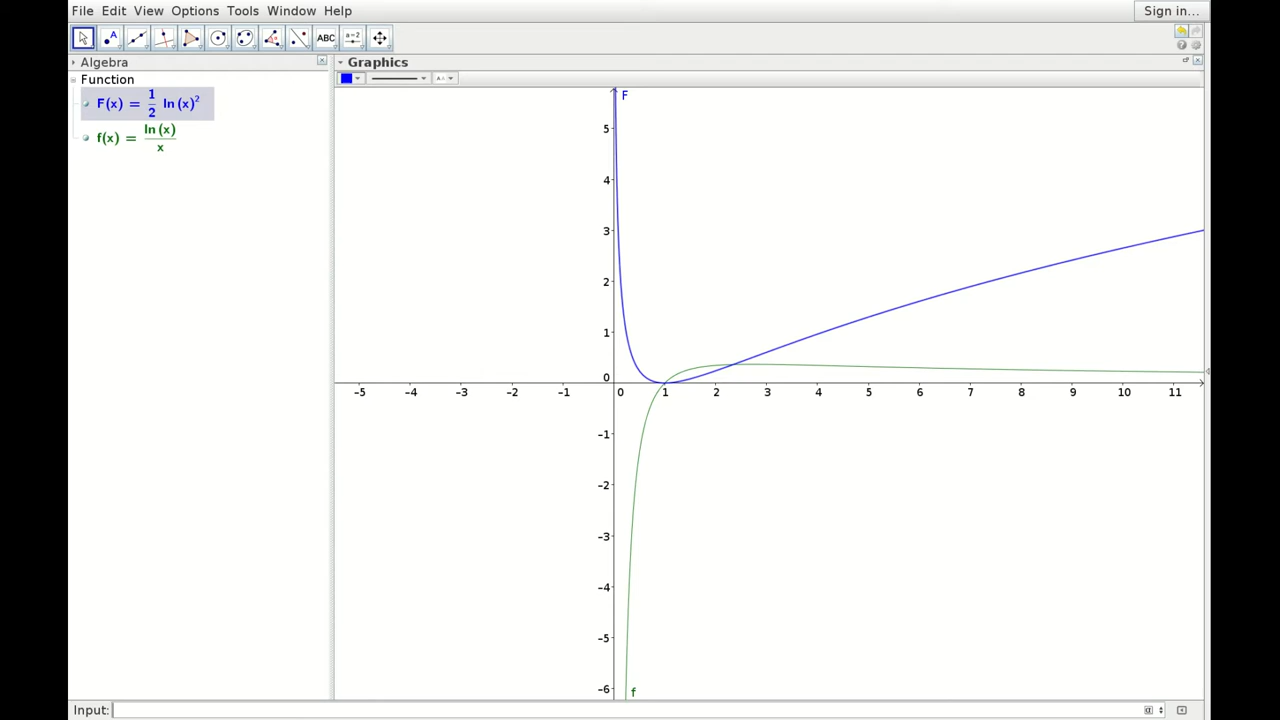 File Edit View Options Tools Window Help
Sign in...
ABC
a=2
Algebra
Graphics
Function
F(x) = 1/2 ln(x)²
f(x) = ln(x)/x
F
5
4
3
2
1
0
-5 -4 -3 -2 -1 0 1 2 3 4 5 6 7 8 9 10 11
-1
-2
-3
-4
-5
-6
f
Input:
α